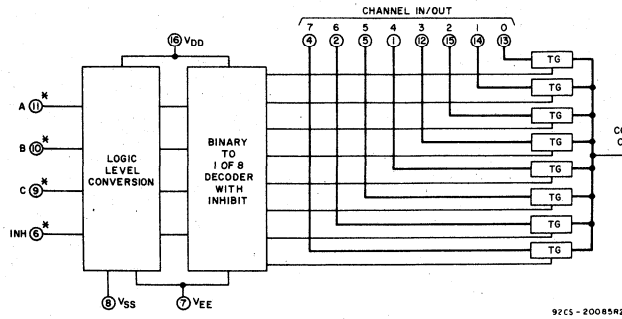 CHANNEL IN/OUT
7 6 5 4 3 2 1 0
4 2 5 1 12 15 14 13
16 VDD
TG
TG
TG
TG
TG
TG
TG
TG
A 11 *
B 10 *
C 9 *
INH 6 *
LOGIC
LEVEL
CONVERSION
BINARY
TO
1 OF 8
DECODER
WITH
INHIBIT
8 VSS
7 VEE
92CS-20085R2